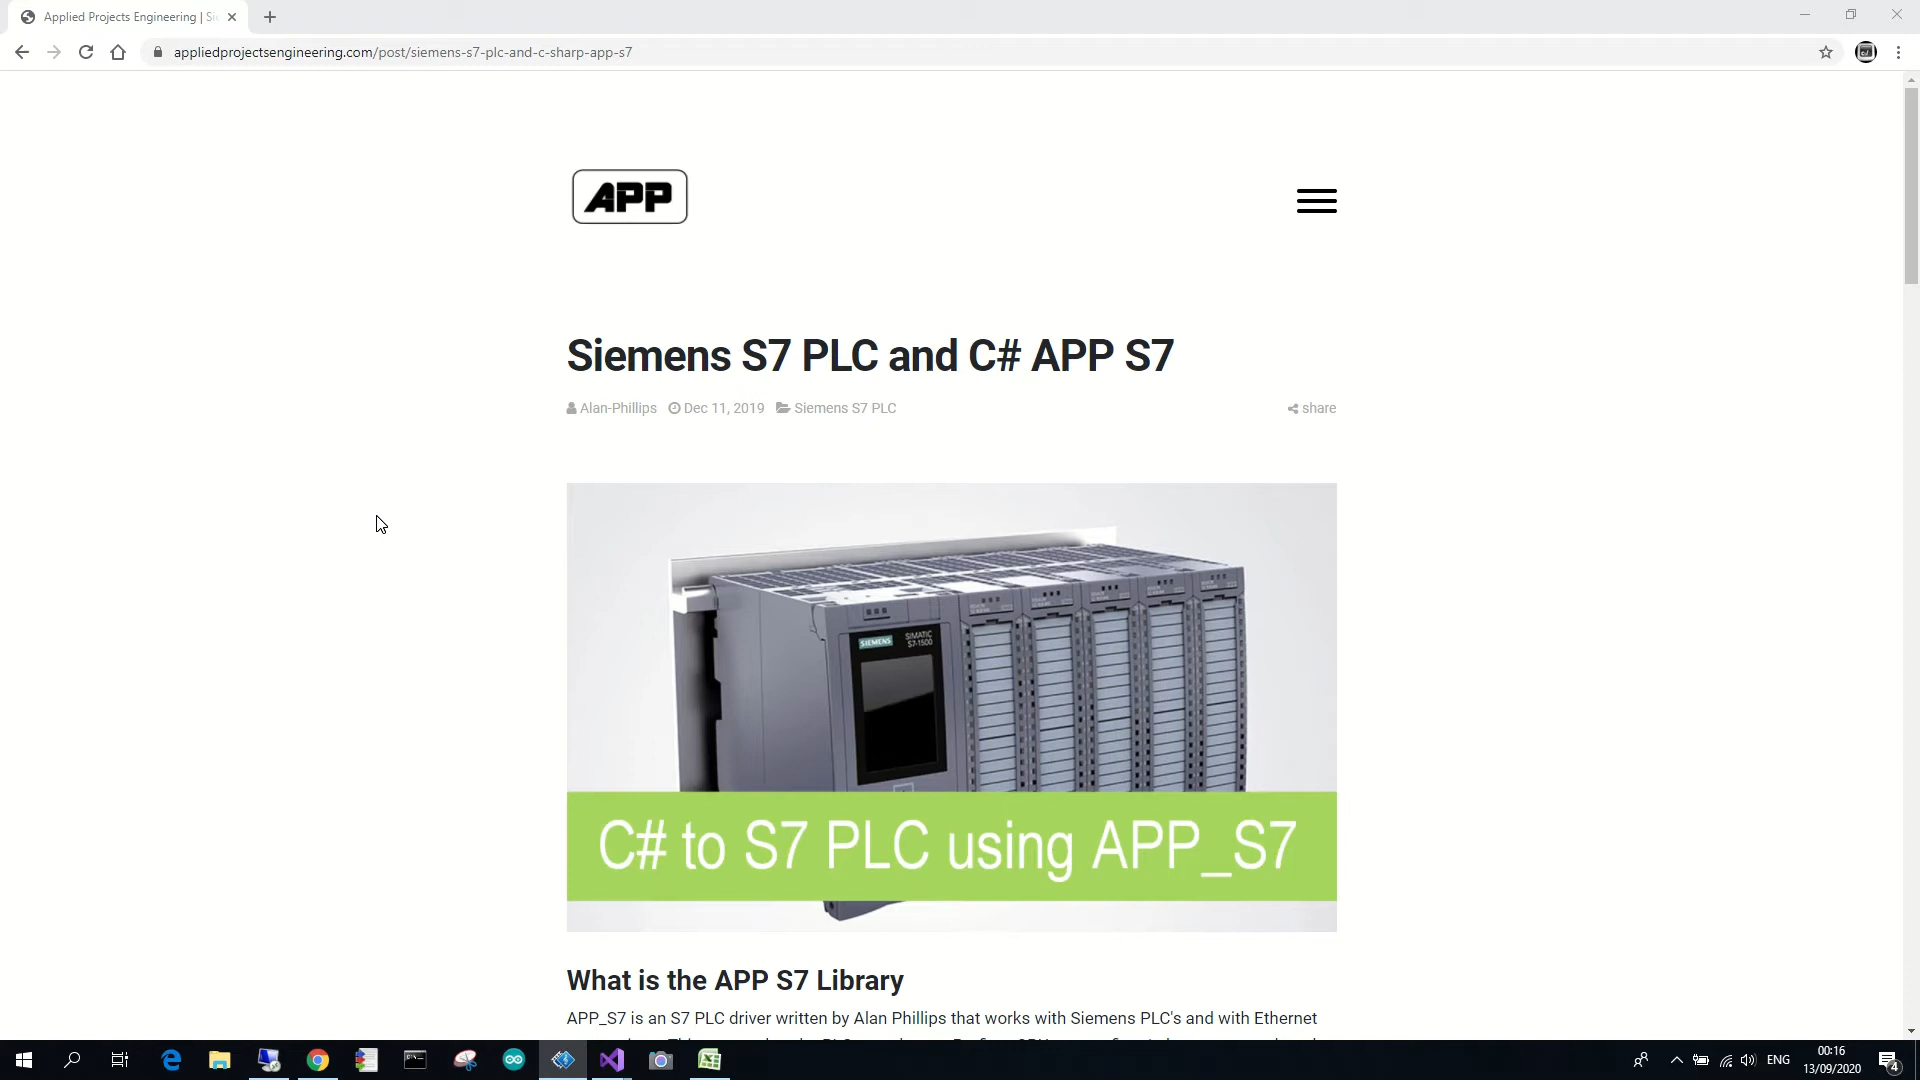 Applied Projects Engineering | Si
appliedprojectsengineering.com/post/siemens-s7-plc-and-c-sharp-app-s7
APP
Siemens S7 PLC and C# APP S7
Alan-Phillips Dec 11, 2019 Siemens S7 PLC share
SIEMENS SIMATIC
S7-1500
C# to S7 PLC using APP_S7
What is the APP S7 Library
APP_S7 is an S7 PLC driver written by Alan Phillips that works with Siemens PLC's and with Ethernet
ENG
00:16
13/09/2020
4